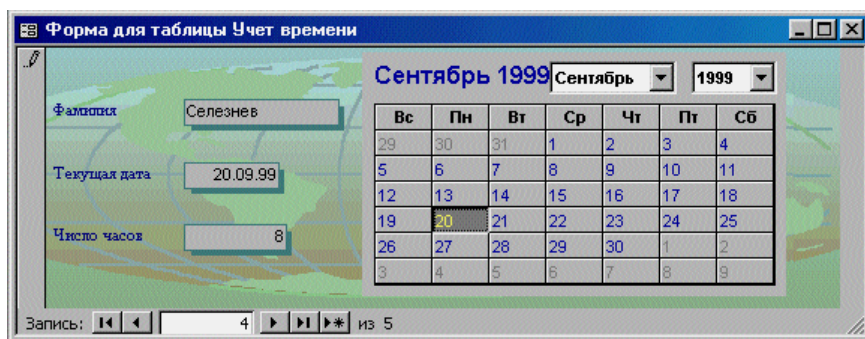 Форма для таблицы Учет времени
Сентябрь 1999 Сентябрь 1999
Фамилия Селезнев
Вс Пн Вт Ср Чт Пт Сб
29 30 31 1 2 3 4
Текущая дата 20.09.99
5 6 7 8 9 10 11
12 13 14 15 16 17 18
19 20 21 22 23 24 25
Число часов 8
26 27 28 29 30 1 2
3 4 5 6 7 8 9
Запись: 4 из 5